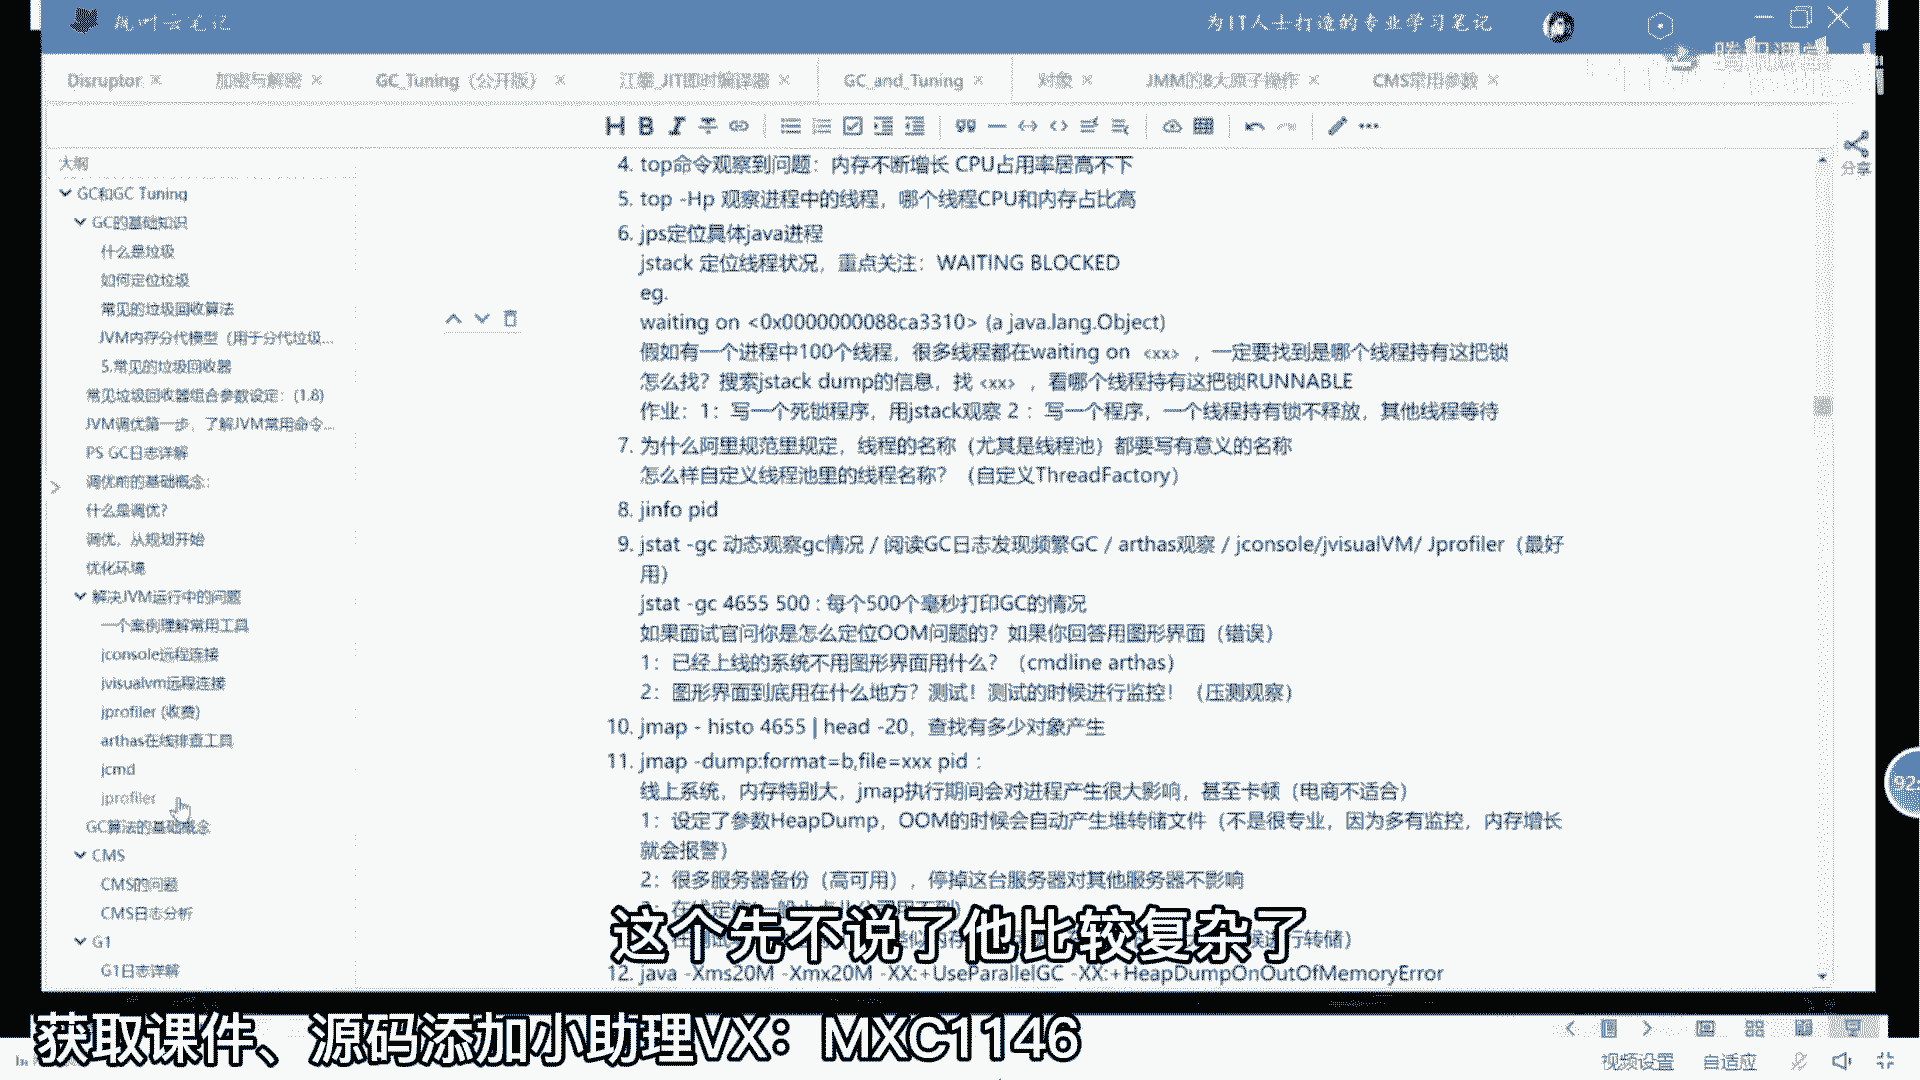 为IT人士打造的专业学习笔记
Disruptor
加密与解密
GC_Tuning（公开版）
GC_and_Tuning
对象
JMM的8大原子操作
CMS常用参数
分享
大纲
GC和GC Tuning
GC的基础知识
什么是垃圾
如何定位垃圾
常见的垃圾回收算法
JVM内存分代模型（用于分代垃圾...
5.常见的垃圾回收器
常见垃圾回收器组合参数设定：(1.8)
JVM调优第一步，了解JVM常用命令...
PS GC日志详解
调优前的基础概念：
什么是调优？
调优，从规划开始
优化环境
解决JVM运行中的问题
一个案例理解常用工具
jconsole远程连接
jvisualvm远程连接
jprofiler (收费)
arthas在线排查工具
jcmd
jprofiler
GC算法的基础概念
CMS
CMS的问题
CMS日志分析
G1
G1日志详解
4. top命令观察到问题：内存不断增长 CPU占用率居高不下
5. top -Hp 观察进程中的线程，哪个线程CPU和内存占比高
6. jps定位具体java进程
jstack 定位线程状况，重点关注：WAITING BLOCKED
eg.
waiting on <0x0000000088ca3310> (a java.lang.Object)
假如有一个进程中100个线程，很多线程都在waiting on <xx> ，一定要找到是哪个线程持有这把锁
怎么找？搜索jstack dump的信息，找 <xx> ，看哪个线程持有这把锁RUNNABLE
作业：1：写一个死锁程序，用jstack观察 2 ：写一个程序，一个线程持有锁不释放，其他线程等待
7. 为什么阿里规范里规定，线程的名称（尤其是线程池）都要写有意义的名称
怎么样自定义线程池里的线程名称？（自定义ThreadFactory）
8. jinfo pid
9. jstat -gc 动态观察gc情况 / 阅读GC日志发现频繁GC / arthas观察 / jconsole/jvisualVM/ Jprofiler（最好
用）
jstat -gc 4655 500 : 每个500个毫秒打印GC的情况
如果面试官问你是怎么定位OOM问题的？如果你回答用图形界面（错误）
1：已经上线的系统不用图形界面用什么？（cmdline arthas）
2：图形界面到底用在什么地方？测试！测试的时候进行监控！（压测观察）
10. jmap - histo 4655 | head -20，查找有多少对象产生
11. jmap -dump:format=b,file=xxx pid ：
线上系统，内存特别大，jmap执行期间会对进程产生很大影响，甚至卡顿（电商不适合）
1：设定了参数HeapDump，OOM的时候会自动产生堆转储文件（不是很专业，因为多有监控，内存增长
就会报警）
2：很多服务器备份（高可用），停掉这台服务器对其他服务器不影响
这个先不说了他比较复杂了
12. java -Xms20M -Xmx20M -XX:+UseParallelGC -XX:+HeapDumpOnOutOfMemoryError
获取课件、源码添加小助理VX：MXC1146
视频设置
自适应